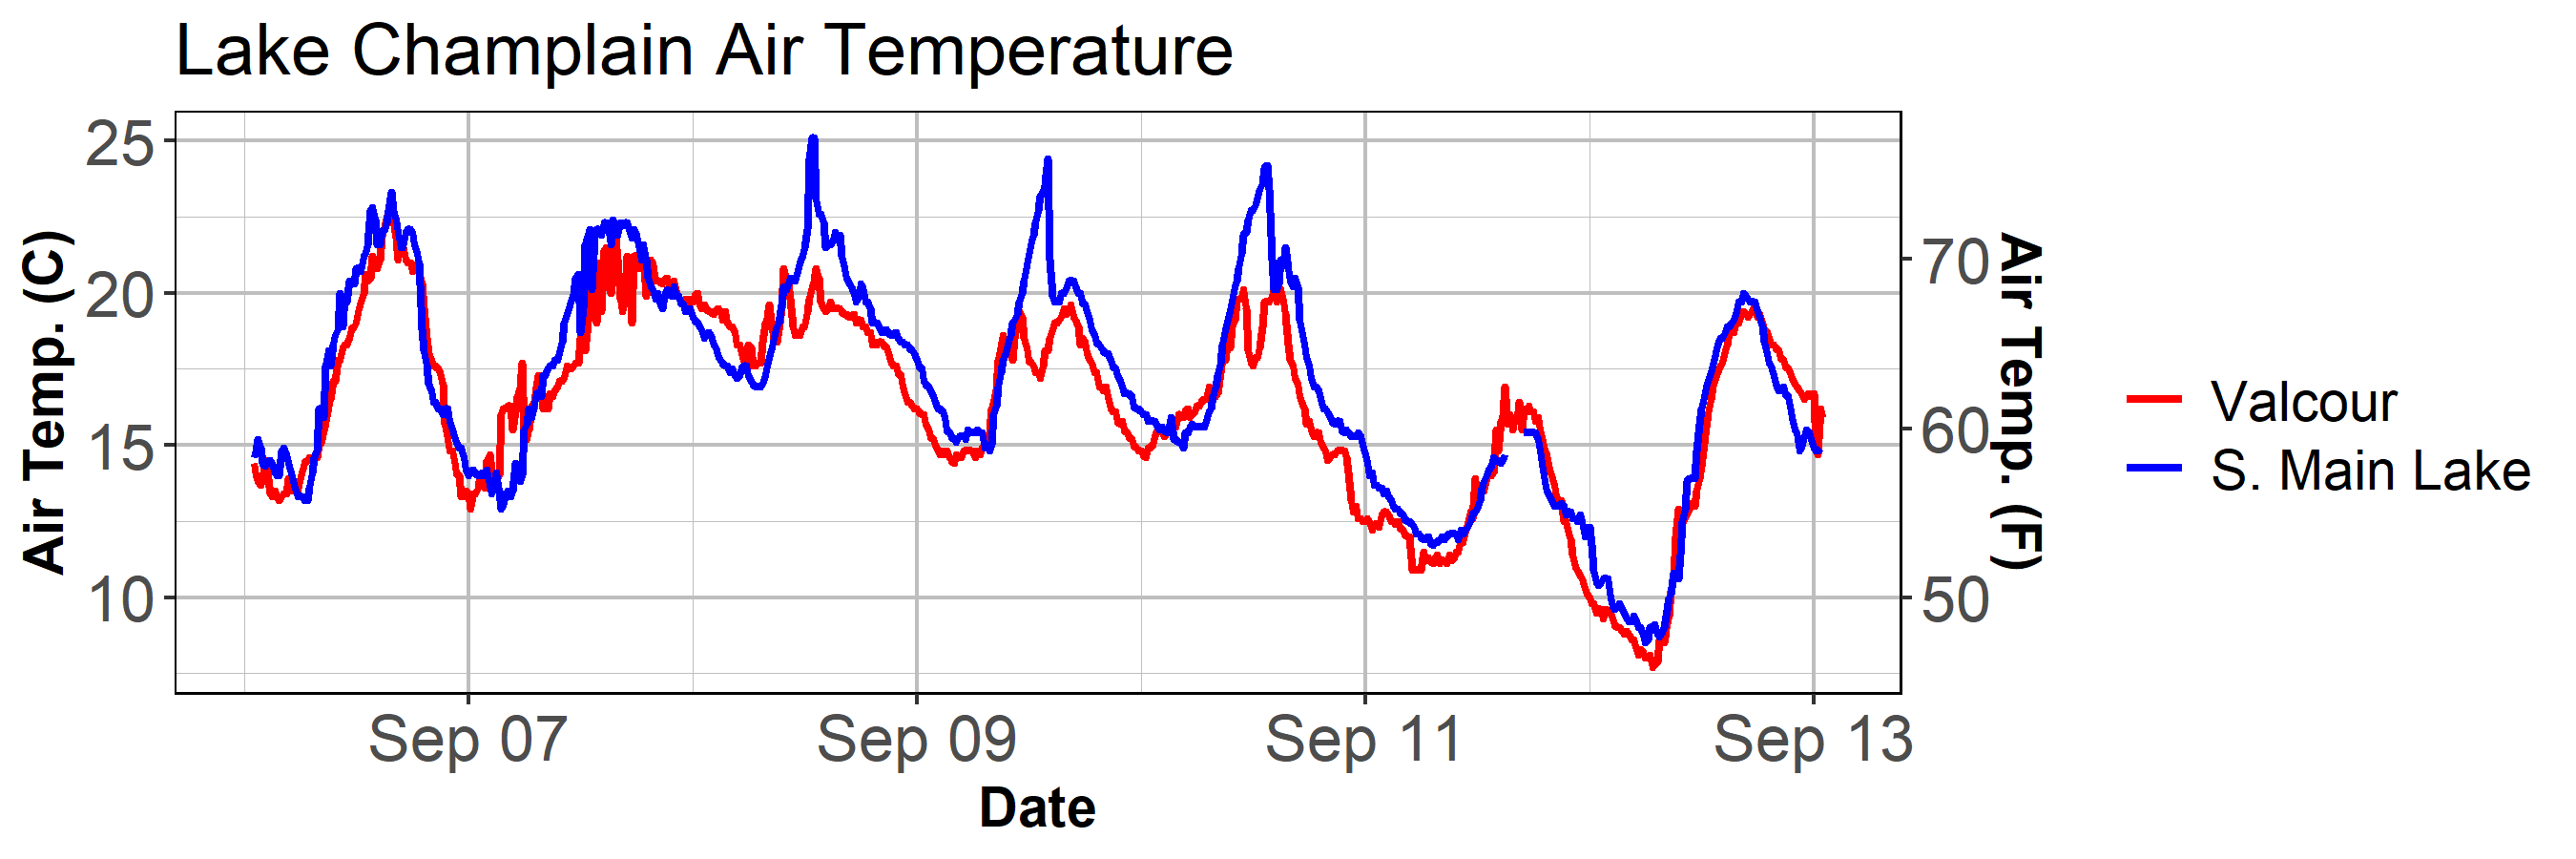 Lake Champlain Air Temperature
Air Temp. (C)
25
20
15
10
70
60
50
Air Temp. (F)
Sep 07
Sep 09
Sep 11
Sep 13
Date
Valcour
S. Main Lake